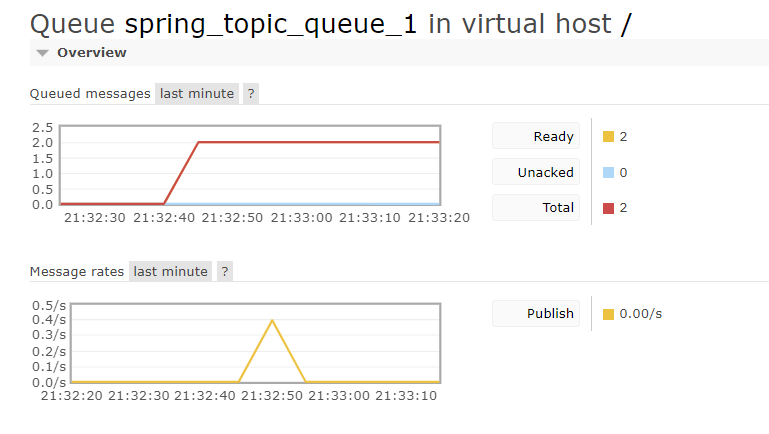 Queue spring_topic_queue_1 in virtual host /
Overview
Queued messages last minute ?
2.5
2.0
1.5
1.0
0.5
0.0
21:32:30 21:32:40 21:32:50 21:33:00 21:33:10 21:33:20
Ready 2
Unacked 0
Total 2
Message rates last minute ?
0.5/s
0.4/s
0.3/s
0.2/s
0.1/s
0.0/s
21:32:20 21:32:30 21:32:40 21:32:50 21:33:00 21:33:10
Publish 0.00/s